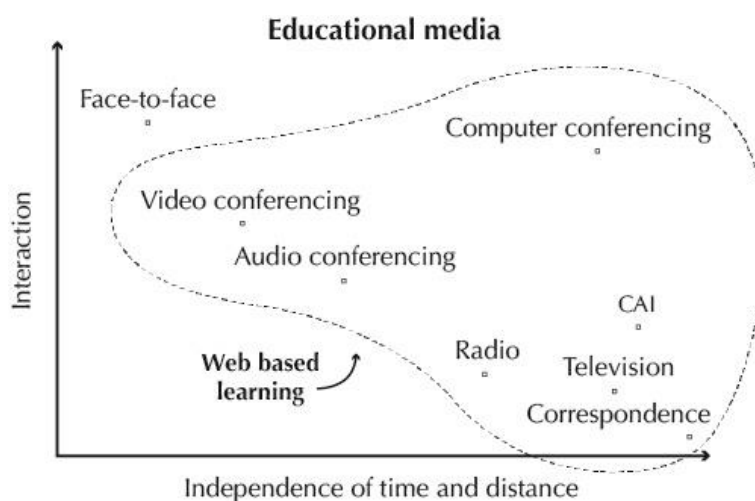 Educational media
Face-to-face
Computer conferencing
Video conferencing
Audio conferencing
Interaction
CAI
Radio
Web based
learning
Television
Correspondence
Independence of time and distance